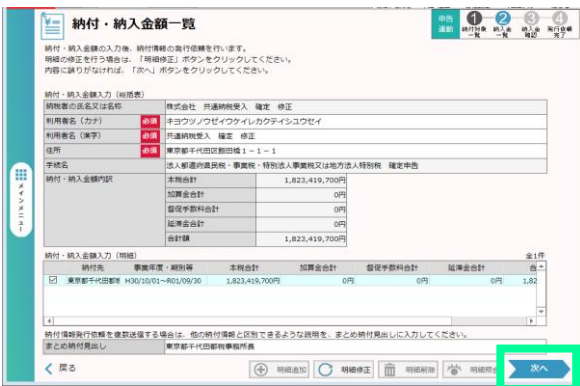 納付・納入金額一覧
申告連動
1 2 3 4
納付対象一覧 納入金一覧 納入金確認 発行依頼完了
納付・納入金額の入力後、納付情報の発行依頼を行います。
明細の修正を行う場合は、「明細修正」ボタンをクリックしてください。
内容に誤りがなければ、「次へ」ボタンをクリックしてください。
納付・納入金額入力（総括表）
納税者の氏名又は名称 株式会社 共通納税受入 確定 修正
利用者名（カナ） 必須 キヨウツノウゼイウケイレカクテイシユウセイ
利用者名（漢字） 必須 共通納税受入 確定 修正
住所 必須 東京都千代田区飯田橋１－１－１
手続名 法人都道府県民税・事業税・特別法人事業税又は地方法人特別税 確定申告
納付・納入金額内訳 本税合計 1,823,419,700円
加算金合計 0円
督促手数料合計 0円
延滞金合計 0円
合計額 1,823,419,700円
メインメニュー
納付・納入金額入力（明細） 全1件
納付先 事業年度・期別等 本税合計 加算金合計 督促手数料合計 延滞金合計 合
東京都千代田都 H30/10/01～R01/09/30 1,823,419,700円 0円 0円 0円 1,82
納付情報発行依頼を複数送信する場合は、他の納付情報と区別できるような説明を、まとめ納付見出しに入力してください。
まとめ納付見出し 東京都千代田都税事務所長
戻る 明細追加 明細修正 明細削除 明細照会 次へ